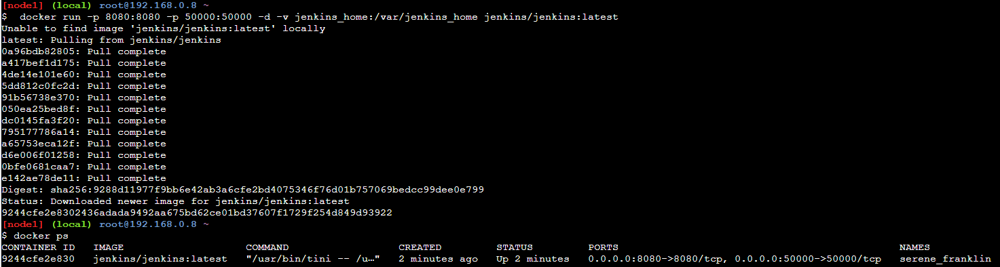 [node1] (local) root@192.168.0.8 ~
$  docker run -p 8080:8080 -p 50000:50000 -d -v jenkins_home:/var/jenkins_home jenkins/jenkins:latest
Unable to find image 'jenkins/jenkins:latest' locally
latest: Pulling from jenkins/jenkins
0a96bdb82805: Pull complete
a417bef1d175: Pull complete
4de14e101e60: Pull complete
5dd812c0fc2d: Pull complete
91b56738e370: Pull complete
050ea25bed8f: Pull complete
dc0145fa3f20: Pull complete
795177786a14: Pull complete
a65753eca12f: Pull complete
d6e006f01258: Pull complete
0bfe0681caa7: Pull complete
e142ae78de11: Pull complete
Digest: sha256:9288d11977f9bb6e42ab3a6cfe2bd4075346f76d01b757069bedcc99dee0e799
Status: Downloaded newer image for jenkins/jenkins:latest
9244cfe2e8302436adada9492aa675bd62ce01bd37607f1729f254d849d93922
[node1] (local) root@192.168.0.8 ~
$ docker ps
CONTAINER ID   IMAGE                    COMMAND                  CREATED         STATUS         PORTS                                              NAMES
9244cfe2e830   jenkins/jenkins:latest   "/usr/bin/tini -- /u…"   2 minutes ago   Up 2 minutes   0.0.0.0:8080->8080/tcp, 0.0.0.0:50000->50000/tcp   serene_franklin